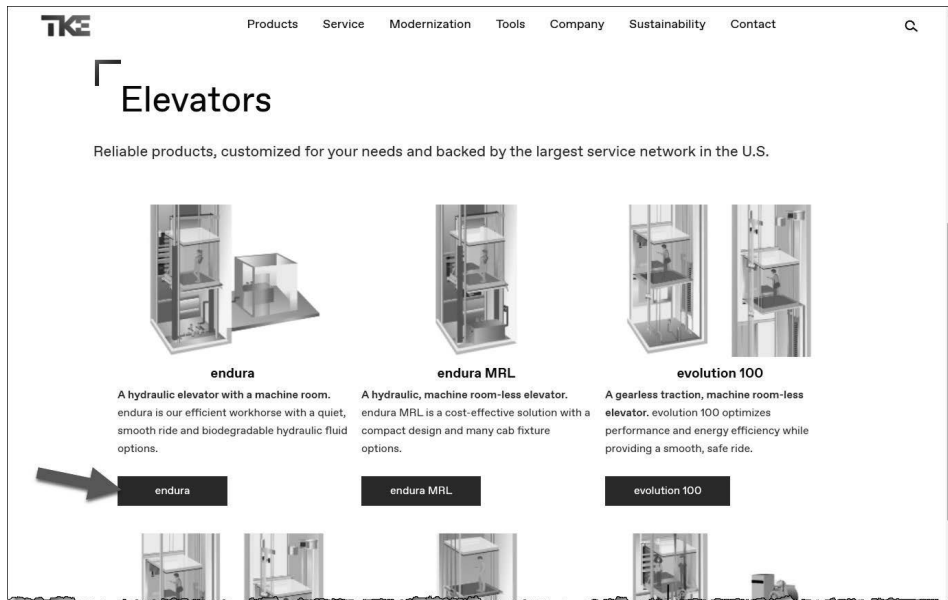 TKE
Products Service Modernization Tools Company Sustainability Contact
Elevators
Reliable products, customized for your needs and backed by the largest service network in the U.S.
endura
A hydraulic elevator with a machine room.
endura is our efficient workhorse with a quiet,
smooth ride and biodegradable hydraulic fluid
options.
endura
endura MRL
A hydraulic, machine room-less elevator.
endura MRL is a cost-effective solution with a
compact design and many cab fixture
options.
endura MRL
evolution 100
A gearless traction, machine room-less
elevator. evolution 100 optimizes
performance and energy efficiency while
providing a smooth, safe ride.
evolution 100